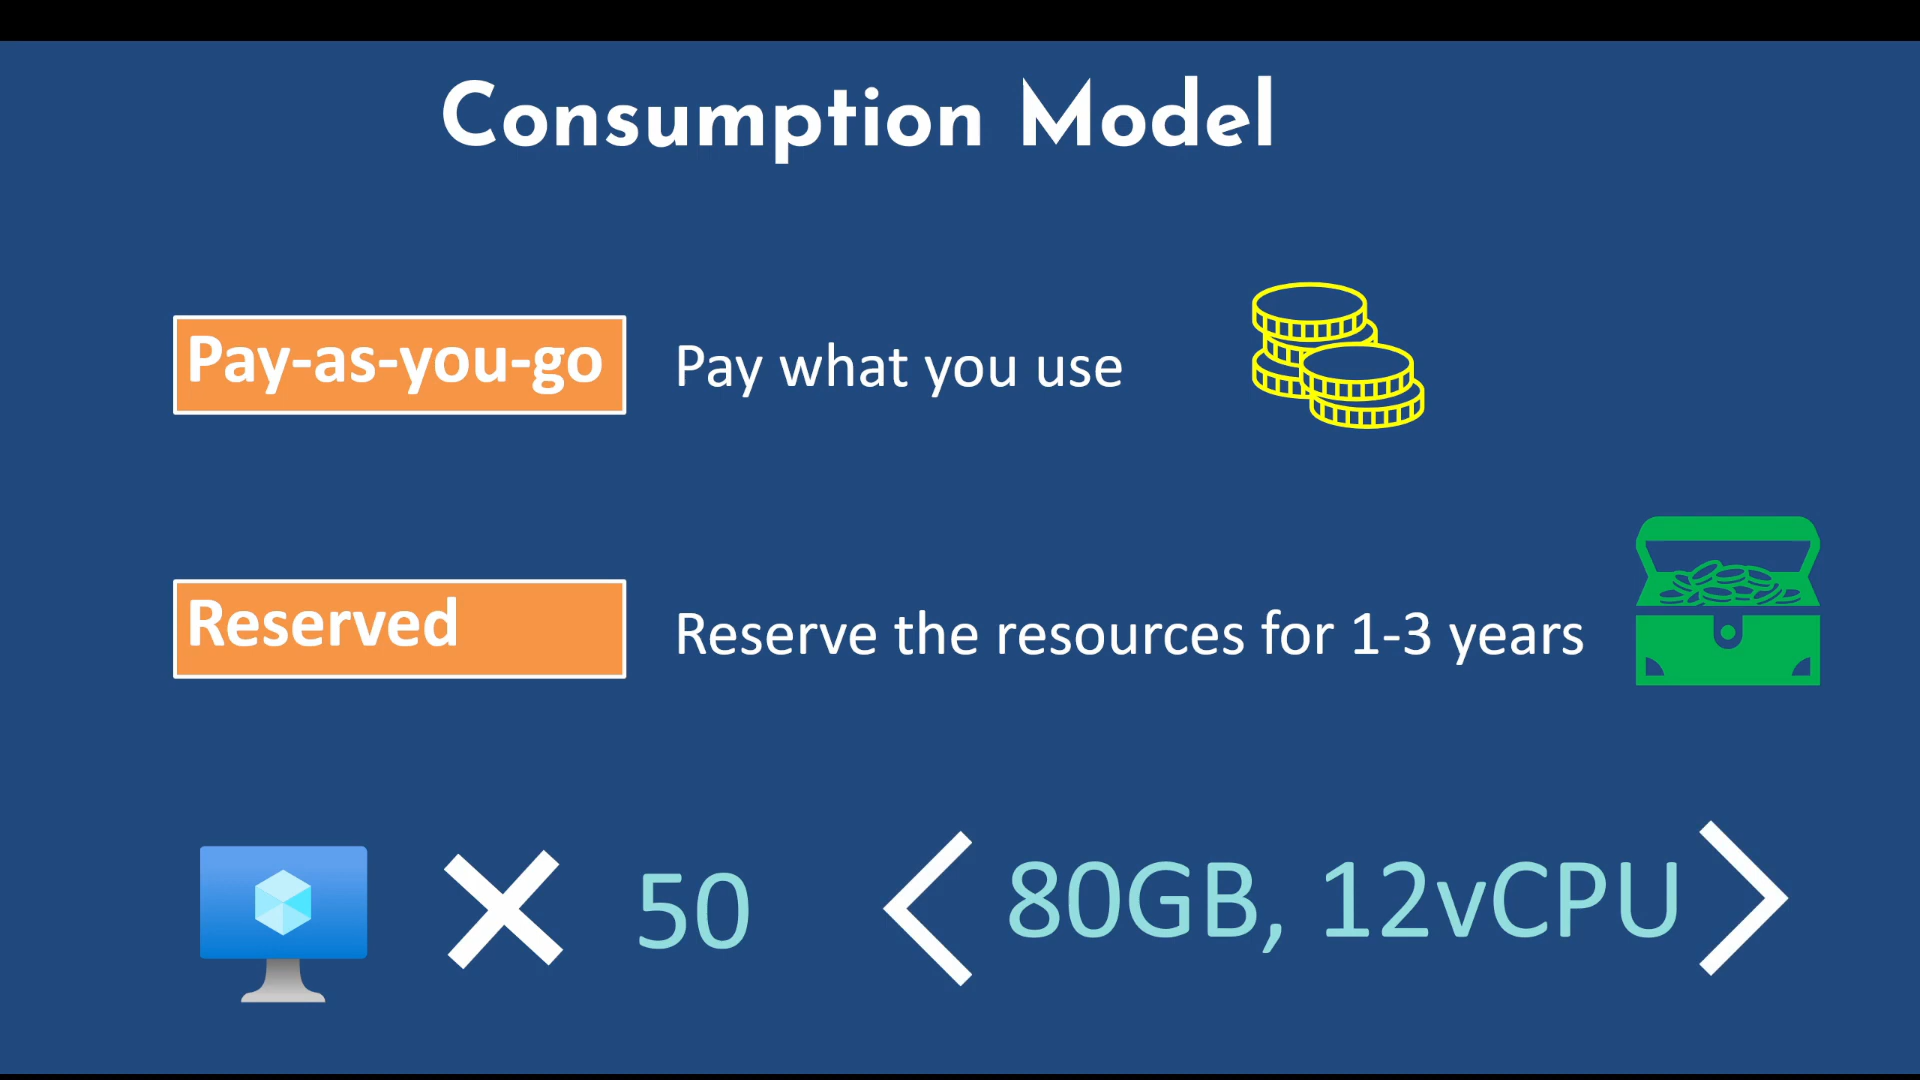 Consumption Model
Pay-as-you-go
Pay what you use
Reserved
Reserve the resources for 1-3 years
50
80GB, 12vCPU